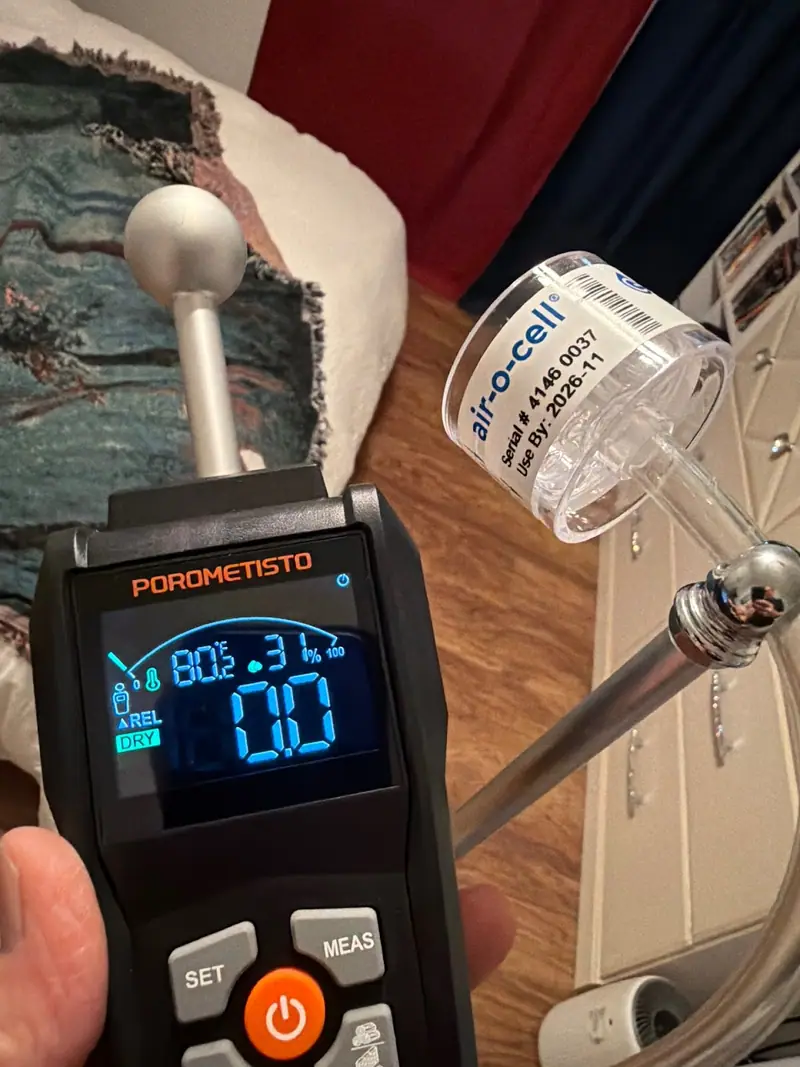 air-o-cell®
Serial # 4146 0037
Use By: 2026-11
POROMETISTO
80.2°F
31%
0
100
▲REL
DRY
0.0
SET
MEAS